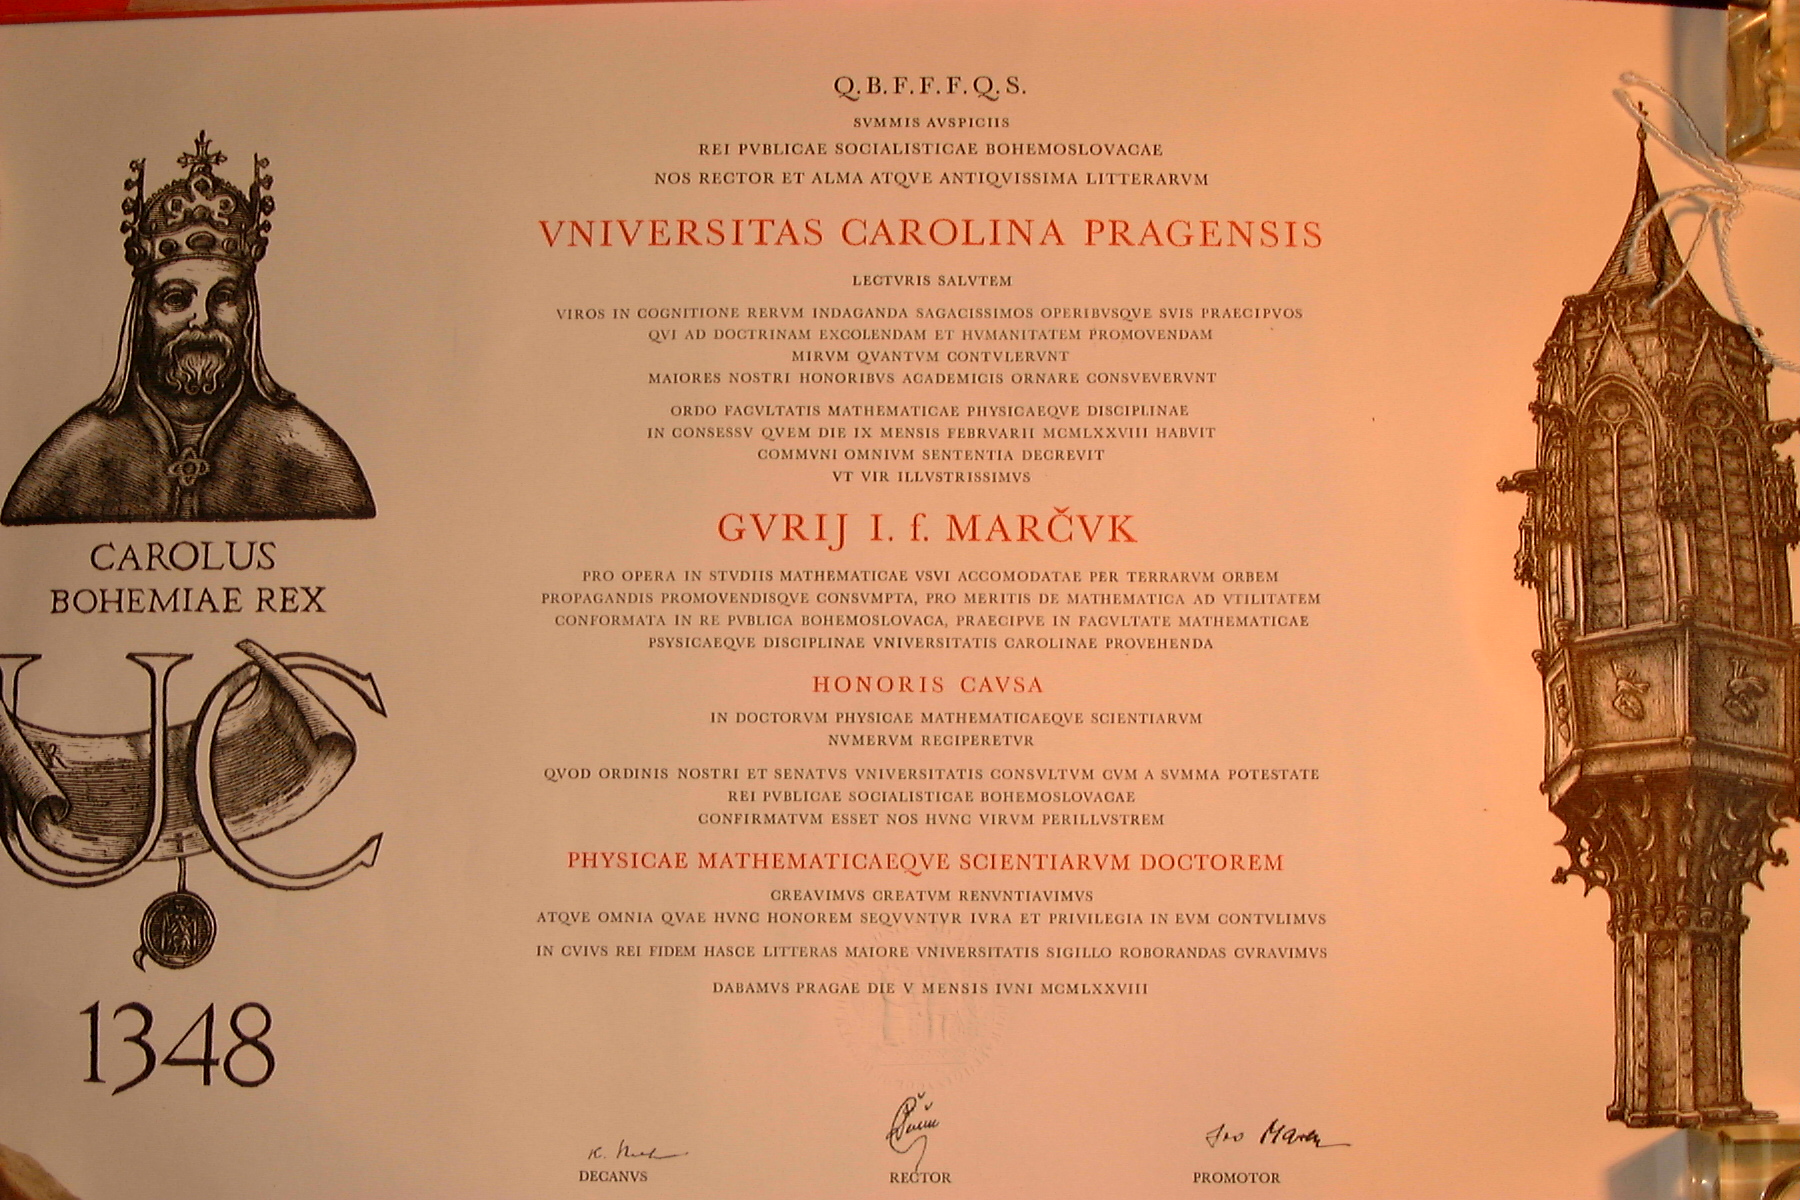 Q. B. F. F. F. Q. S.
SVMMIS AVSPICIIS
REI PVBLICAE SOCIALISTICAE BOHEMOSLOVACAE
NOS RECTOR ET ALMA ATQVE ANTIQVISSIMA LITTERARVM
VNIVERSITAS CAROLINA PRAGENSIS
LECTVRIS SALVTEM
VIROS IN COGNITIONE RERVM INDAGANDA SAGACISSIMOS OPERIBVSQVE SVIS PRAECIPVOS
QVI AD DOCTRINAM EXCOLENDAM ET HVMANITATEM PROMOVENDAM
MIRVM QVANTVM CONTVLERVNT
MAIORES NOSTRI HONORIBVS ACADEMICIS ORNARE CONSVEVERVNT
ORDO FACVLTATIS MATHEMATICAE PHYSICAEQVE DISCIPLINAE
IN CONSESSV QVEM DIE IX MENSIS FEBRVARII MCMLXXVIII HABVIT
COMMVNI OMNIVM SENTENTIA DECREVIT
VT VIR ILLVSTRISSIMVS
GVRIJ I. f. MARČVK
PRO OPERA IN STVDIIS MATHEMATICAE VSVI ACCOMODATAE PER TERRARVM ORBEM
PROPAGANDIS PROMOVENDISQVE CONSVMPTA, PRO MERITIS DE MATHEMATICA AD VTILITATEM
CONFORMATA IN RE PVBLICA BOHEMOSLOVACA, PRAECIPVE IN FACVLTATE MATHEMATICAE
PSYSICAEQVE DISCIPLINAE VNIVERSITATIS CAROLINAE PROVEHENDA
HONORIS CAVSA
IN DOCTORVM PHYSICAE MATHEMATICAEQVE SCIENTIARVM
NVMERVM RECIPERETVR
QVOD ORDINIS NOSTRI ET SENATVS VNIVERSITATIS CONSVLTVM CVM A SVMMA POTESTATE
REI PVBLICAE SOCIALISTICAE BOHEMOSLOVACAE
CONFIRMATVM ESSET NOS HVNC VIRVM PERILLVSTREM
PHYSICAE MATHEMATICAEQVE SCIENTIARVM DOCTOREM
CREAVIMVS CREATVM RENVNTIAVIMVS
ATQVE OMNIA QVAE HVNC HONOREM SEQVVNTVR IVRA ET PRIVILEGIA IN EVM CONTVLIMVS
IN CVIVS REI FIDEM HASCE LITTERAS MAIORE VNIVERSITATIS SIGILLO ROBORANDAS CVRAVIMVS
DABAMVS PRAGAE DIE V MENSIS IVNI MCMLXXVIII
DECANVS
RECTOR
PROMOTOR
CAROLUS
BOHEMIAE REX
UC
1348